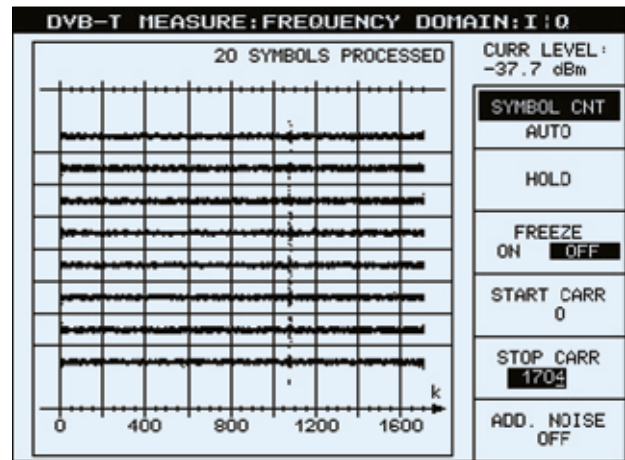 DVB-T MEASURE:FREQUENCY DOMAIN:I¦Q
20 SYMBOLS PROCESSED
CURR LEVEL:
-37.7 dBm
SYMBOL CNT
AUTO
HOLD
FREEZE
ON OFF
START CARR
0
STOP CARR
1704
ADD. NOISE
OFF
k
0 400 800 1200 1600